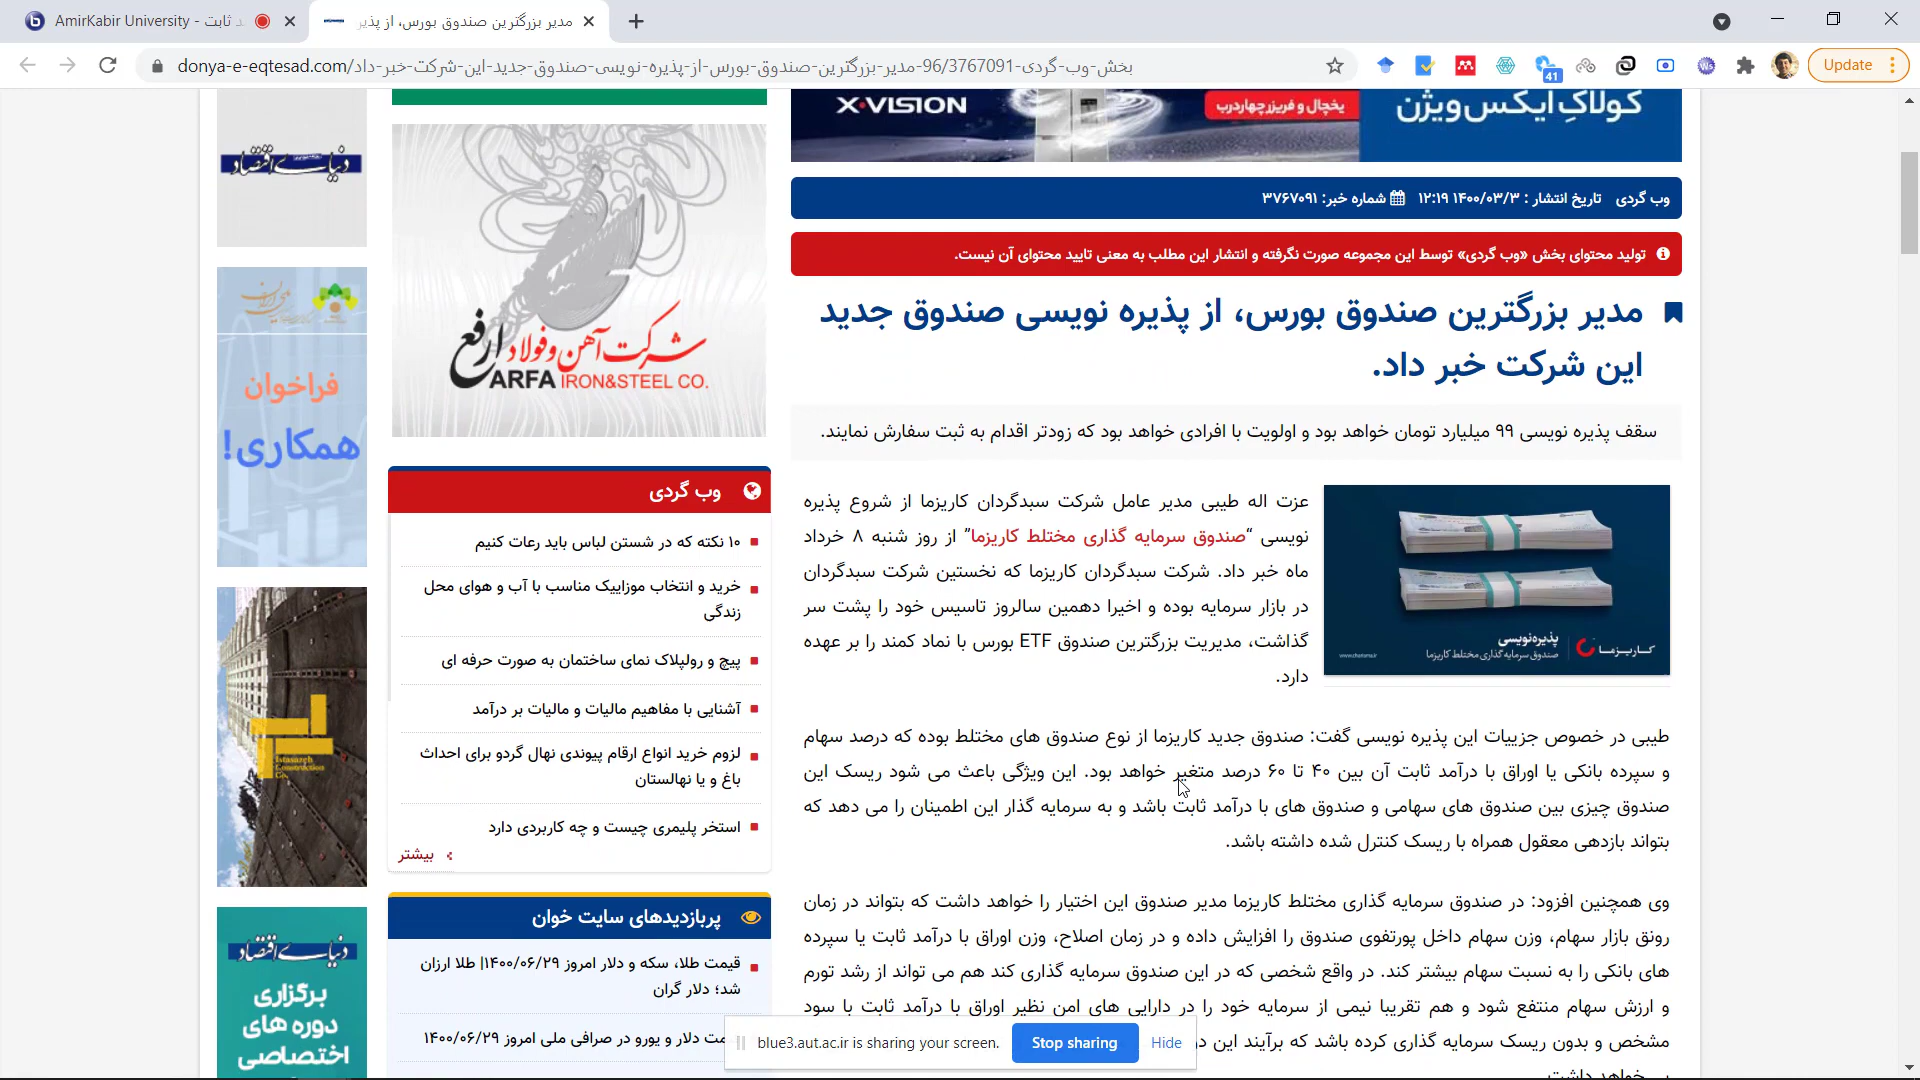 AmirKabir University - ـد ثابت
مدیر بزرگترین صندوق بورس، از پذیر
donya-e-eqtesad.com/بخش-وب-گردی-96/3767091-مدیر-بزرگترین-صندوق-بورس-از-پذیره-نویسی-صندوق-جدید-این-شرکت-خبر-داد
41
Ws
Update
X·VISION
یخچال و فریزر چهاردرب
کولاکِ ایکس‌ویژن
دنیای اقتصاد
وب گردی تاریخ انتشار : ۱۴۰۰/۰۳/۳ ۱۲:۱۹ شماره خبر: ۳۷۶۷۰۹۱
تولید محتوای بخش «وب گردی» توسط این مجموعه صورت نگرفته و انتشار این مطلب به معنی تایید محتوای آن نیست.
مدیر بزرگترین صندوق بورس، از پذیره نویسی صندوق جدید
این شرکت خبر داد.
سقف پذیره نویسی ۹۹ میلیارد تومان خواهد بود و اولویت با افرادی خواهد بود که زودتر اقدام به ثبت سفارش نمایند.
عزت اله طیبی مدیر عامل شرکت سبدگردان کاریزما از شروع پذیره
نویسی “صندوق سرمایه گذاری مختلط کاریزما” از روز شنبه ۸ خرداد
ماه خبر داد. شرکت سبدگردان کاریزما که نخستین شرکت سبدگردان
در بازار سرمایه بوده و اخیرا دهمین سالروز تاسیس خود را پشت سر
گذاشت، مدیریت بزرگترین صندوق ETF بورس با نماد کمند را بر عهده
دارد.
پذیره‌نویسی
صندوق سرمایه‌گذاری مختلط کاریزما
کـاریـزمـا
www.charisma.ir
طیبی در خصوص جزییات این پذیره نویسی گفت: صندوق جدید کاریزما از نوع صندوق های مختلط بوده که درصد سهام
و سپرده بانکی یا اوراق با درآمد ثابت آن بین ۴۰ تا ۶۰ درصد متغیر خواهد بود. این ویژگی باعث می شود ریسک این
صندوق چیزی بین صندوق های سهامی و صندوق های با درآمد ثابت باشد و به سرمایه گذار این اطمینان را می دهد که
بتواند بازدهی معقول همراه با ریسک کنترل شده داشته باشد.
وی همچنین افزود: در صندوق سرمایه گذاری مختلط کاریزما مدیر صندوق این اختیار را خواهد داشت که بتواند در زمان
رونق بازار سهام، وزن سهام داخل پورتفوی صندوق را افزایش داده و در زمان اصلاح، وزن اوراق با درآمد ثابت یا سپرده
های بانکی را به نسبت سهام بیشتر کند. در واقع شخصی که در این صندوق سرمایه گذاری کند هم می تواند از رشد تورم
و ارزش سهام منتفع شود و هم تقریبا نیمی از سرمایه خود را در دارایی های امن نظیر اوراق با درآمد ثابت با سود
مشخص و بدون ریسک سرمایه گذاری کرده باشد که برآیند این د
خواهد داشت
شرکت آهن و فولاد ارفع
ARFA IRON&STEEL CO.
وب گردی
۱۰ نکته که در شستن لباس باید رعات کنیم
خرید و انتخاب موزاییک مناسب با آب و هوای محل
زندگی
پیچ و رولپلاک نمای ساختمان به صورت حرفه ای
آشنایی با مفاهیم مالیات و مالیات بر درآمد
لزوم خرید انواع ارقام پیوندی نهال گردو برای احداث
باغ و یا نهالستان
استخر پلیمری چیست و چه کاربردی دارد
بیشتر
پربازدیدهای سایت خوان
قیمت طلا، سکه و دلار امروز ۱۴۰۰/۰۶/۲۹| طلا ارزان
شد؛ دلار گران
ـمت دلار و یورو در صرافی ملی امروز ۱۴۰۰/۰۶/۲۹
فراخوان
همکاری!
Istasazeh
Construction
Co.
دنیای اقتصاد
برگزاری
دوره های
اختصاصی
blue3.aut.ac.ir is sharing your screen.
Stop sharing
Hide